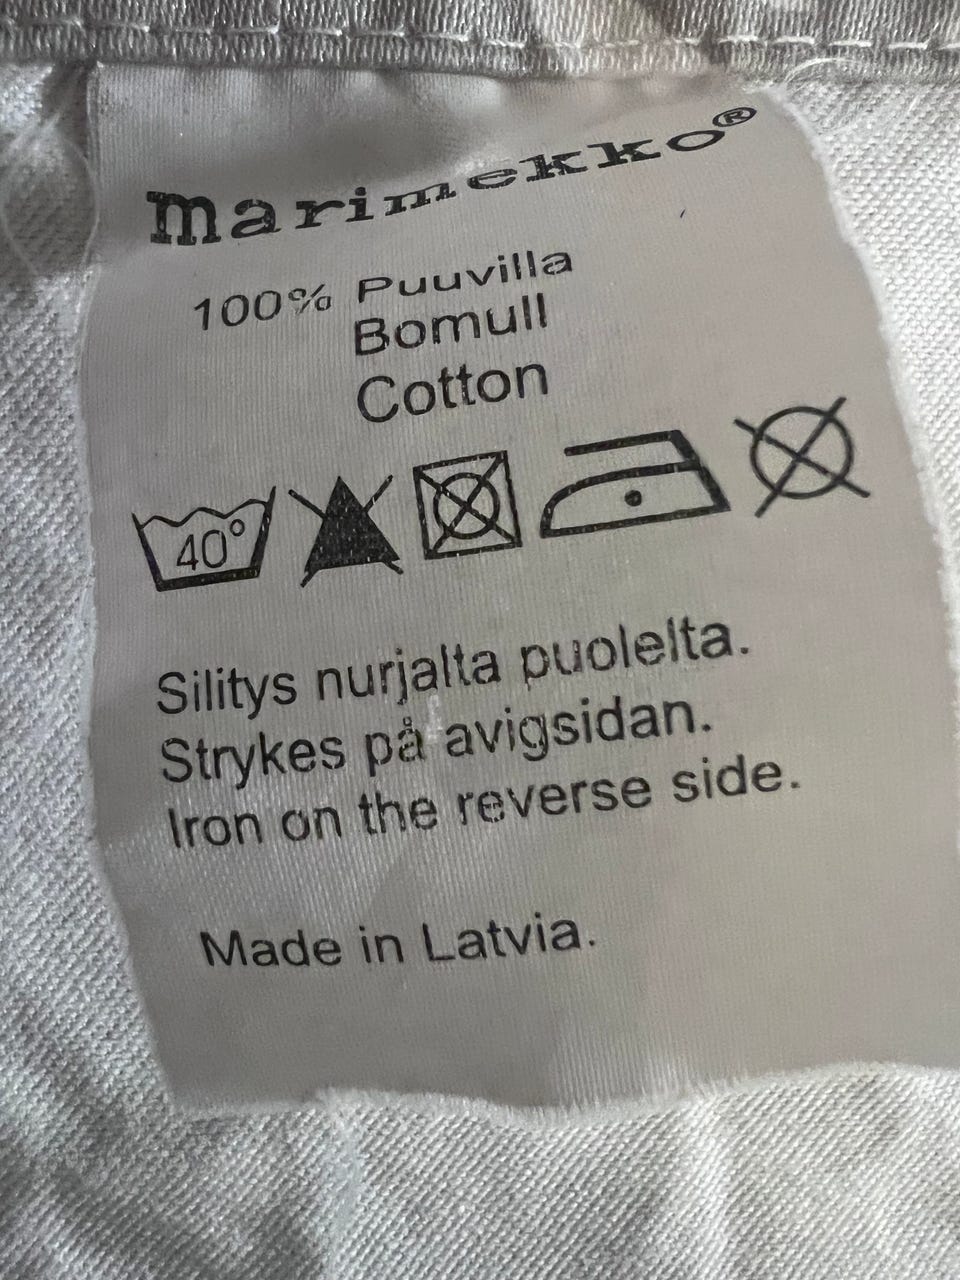 marimekko®
100% Puuvilla
Bomull
Cotton
40°
Silitys nurjalta puolelta.
Strykes på avigsidan.
Iron on the reverse side.
Made in Latvia.